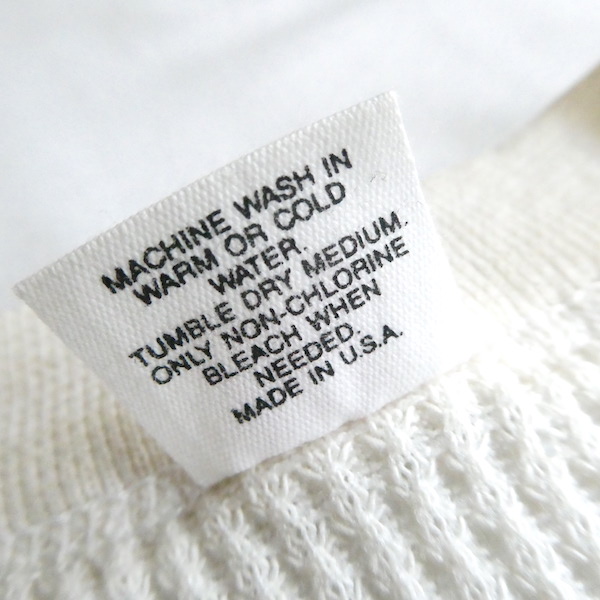 MACHINE WASH IN
WARM OR COLD
WATER.
TUMBLE DRY MEDIUM.
ONLY NON-CHLORINE
BLEACH WHEN
NEEDED.
MADE IN U.S.A.